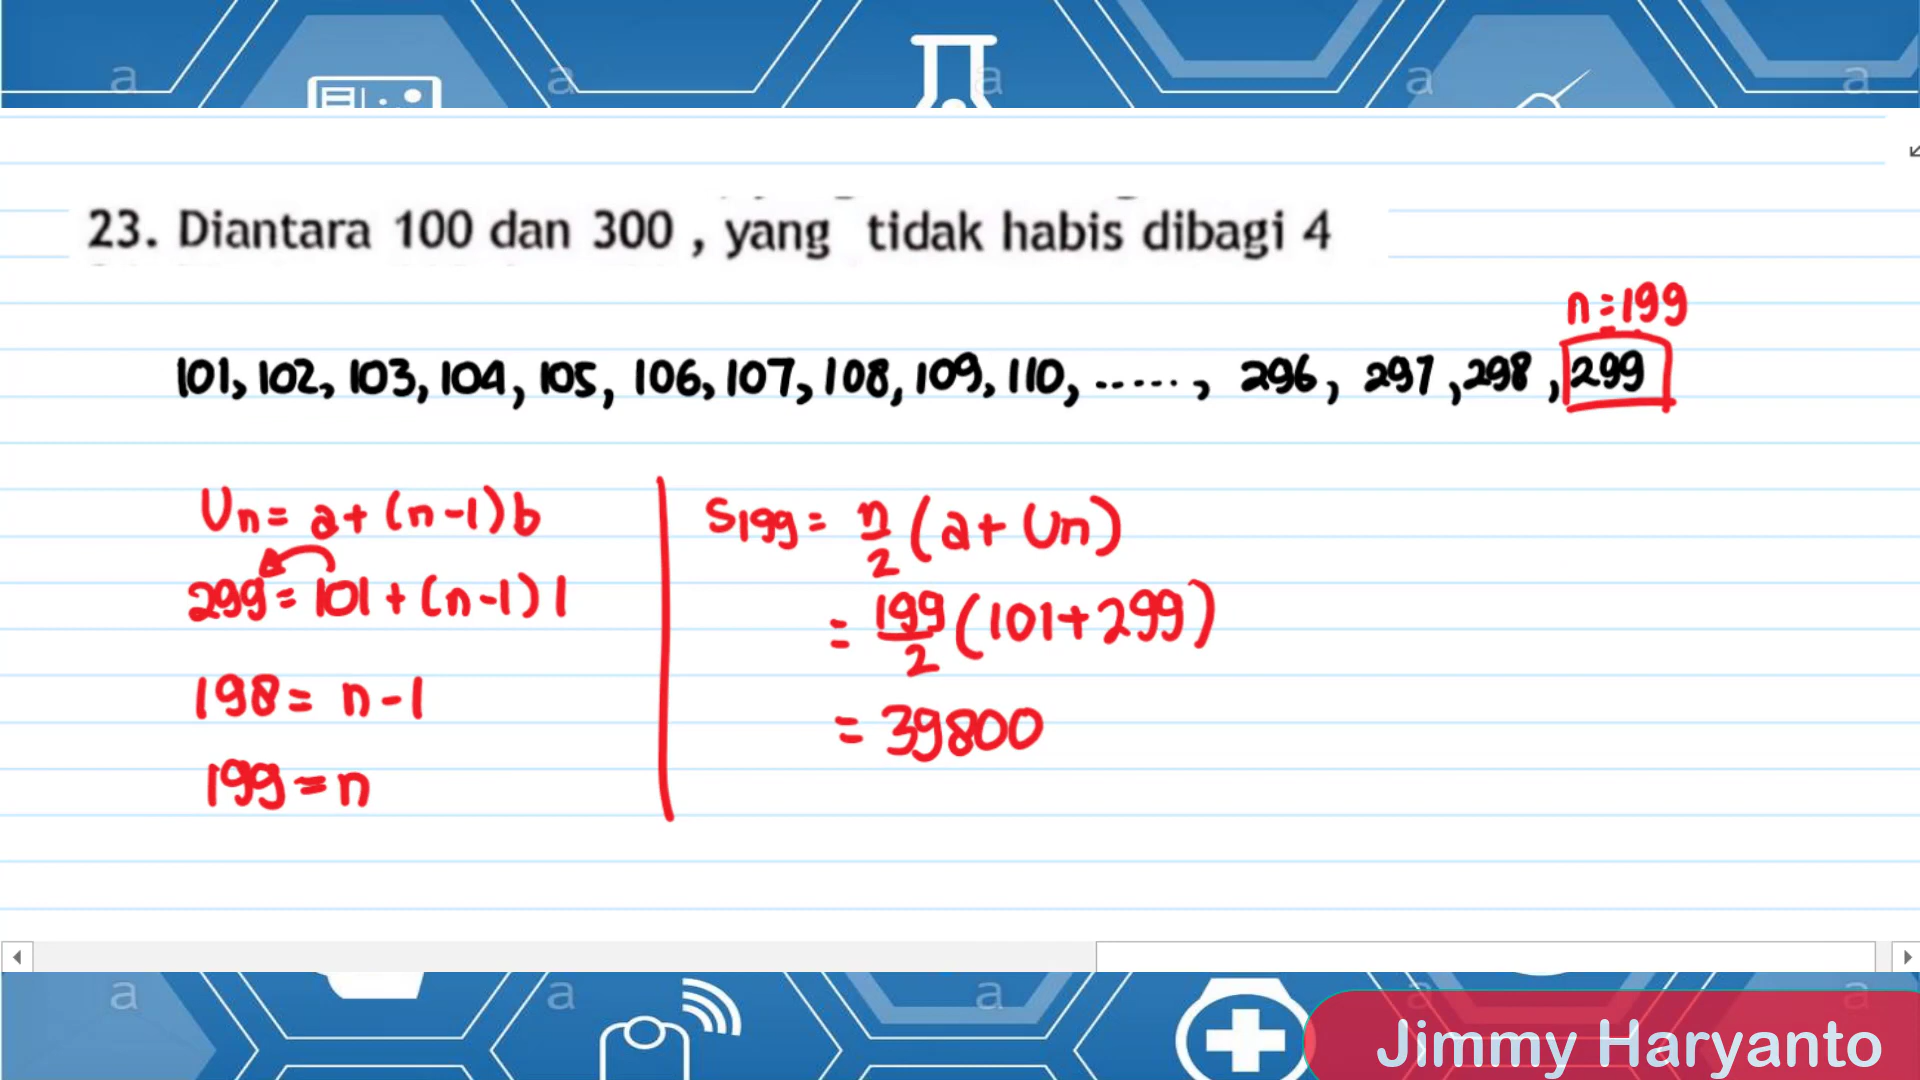 23. Diantara 100 dan 300 , yang tidak habis dibagi 4
n = 199
101, 102, 103, 104, 105, 106, 107, 108, 109, 110, ......, 296, 297, 298, 299
Un = a + (n-1)b
299 = 101 + (n-1) 1
198 = n - 1
199 = n
S199 = n/2 (a + Un)
= 199/2 (101 + 299)
= 39800
Jimmy Haryanto